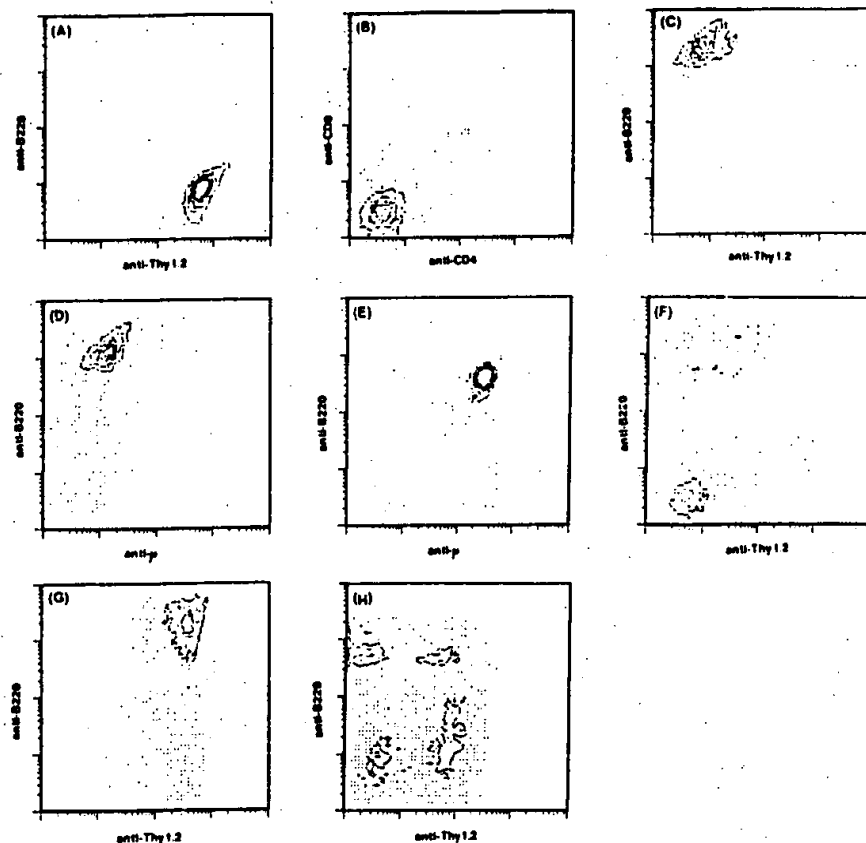 (A)
anti-B220
anti-Thy1.2
(B)
anti-CD8
anti-CD4
(C)
anti-B220
anti-Thy1.2
(D)
anti-B220
anti-μ
(E)
anti-B220
anti-μ
(F)
anti-B220
anti-Thy1.2
(G)
anti-B220
anti-Thy1.2
(H)
anti-B220
anti-Thy1.2